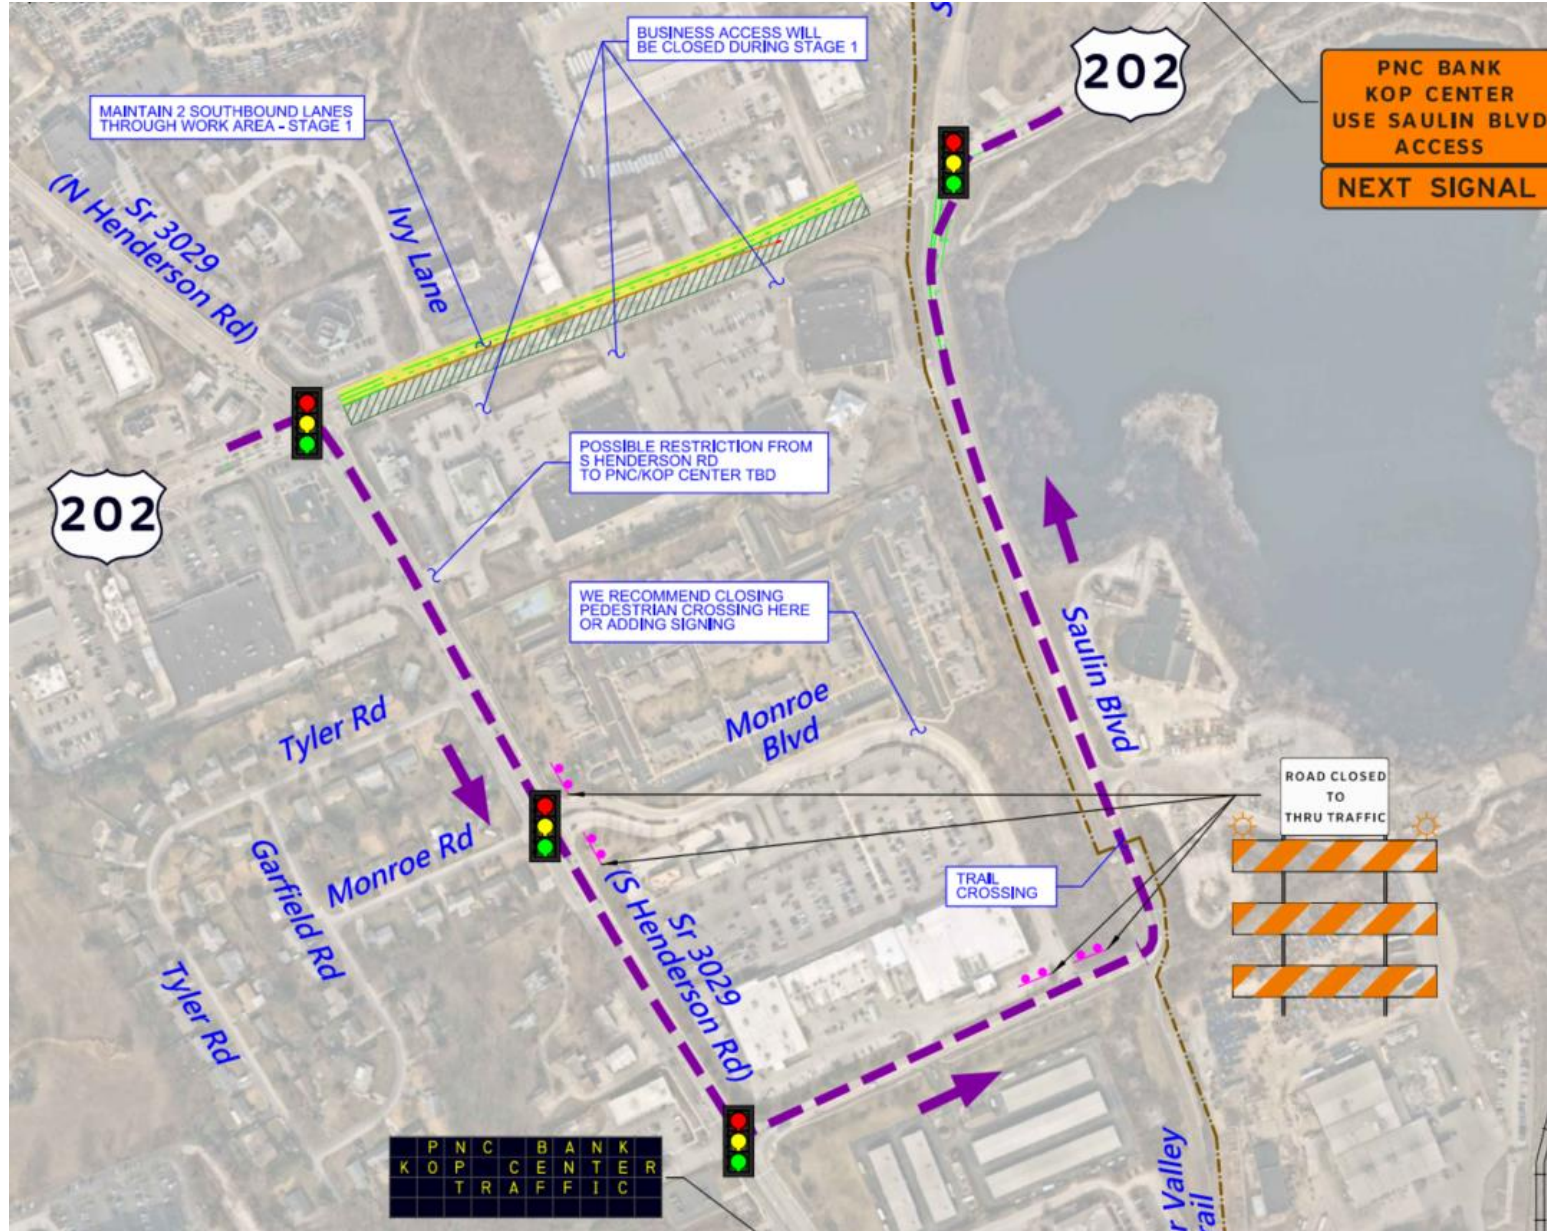 BUSINESS ACCESS WILL
BE CLOSED DURING STAGE 1
202
PNC BANK
KOP CENTER
USE SAULIN BLVD
ACCESS
NEXT SIGNAL
MAINTAIN 2 SOUTHBOUND LANES
THROUGH WORK AREA - STAGE 1
Sr 3029
(N Henderson Rd)
Ivy Lane
202
POSSIBLE RESTRICTION FROM
S HENDERSON RD
TO PNC/KOP CENTER TBD
WE RECOMMEND CLOSING
PEDESTRIAN CROSSING HERE
OR ADDING SIGNING
Saulin Blvd
Tyler Rd
Monroe
Blvd
ROAD CLOSED
TO
THRU TRAFFIC
Monroe Rd
Garfield Rd
TRAIL
CROSSING
Sr 3029
(S Henderson Rd)
Tyler Rd
PNC BANK
KOP CENTER
TRAFFIC
r Valley
rail